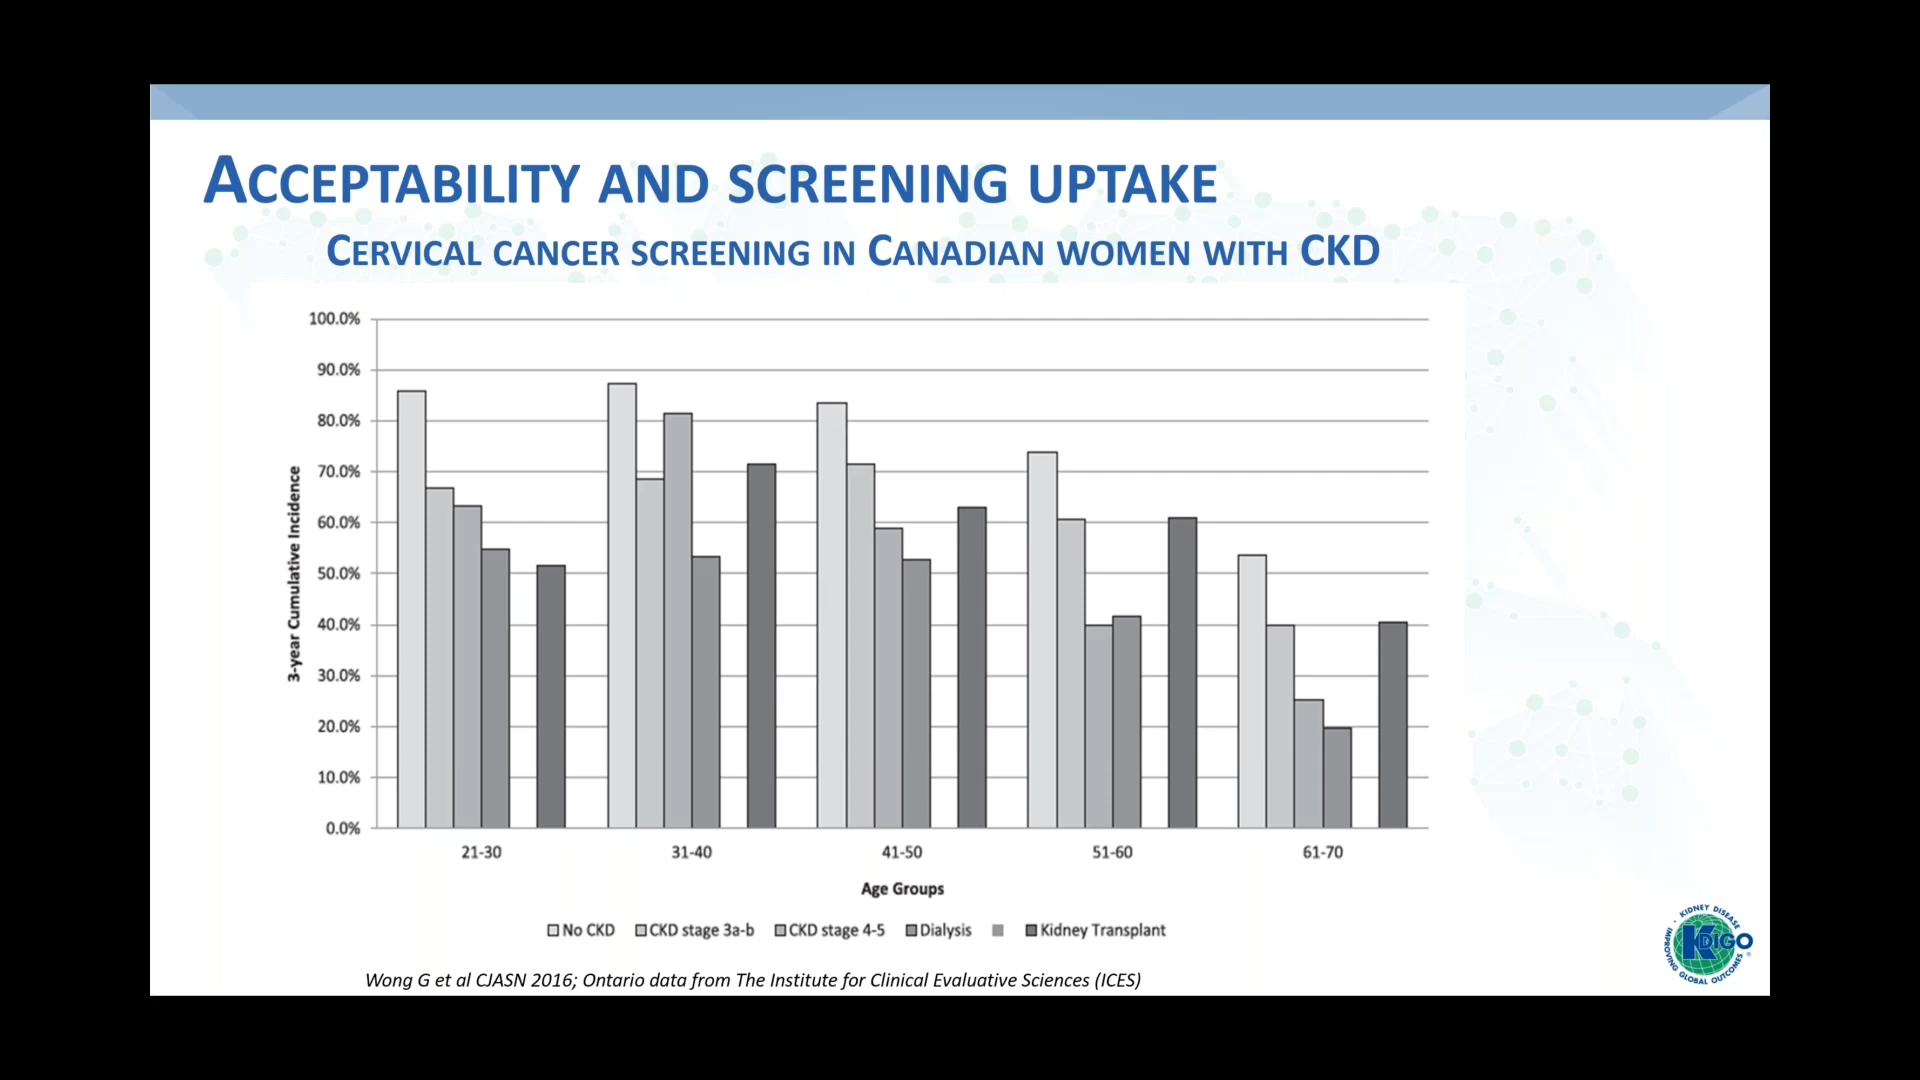 ACCEPTABILITY AND SCREENING UPTAKE
CERVICAL CANCER SCREENING IN CANADIAN WOMEN WITH CKD
100.0%
90.0%
80.0%
70.0%
60.0%
50.0%
40.0%
30.0%
20.0%
10.0%
0.0%
3-year Cumulative Incidence
21-30 31-40 41-50 51-60 61-70
Age Groups
No CKD CKD stage 3a-b CKD stage 4-5 Dialysis Kidney Transplant
Wong G et al CJASN 2016; Ontario data from The Institute for Clinical Evaluative Sciences (ICES)
KIDNEY DISEASE
KDIGO
IMPROVING GLOBAL OUTCOMES